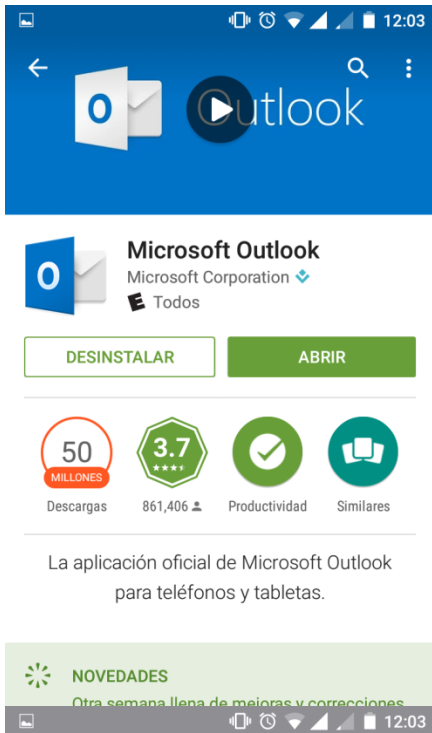 12:03
Outlook
Microsoft Outlook
Microsoft Corporation
E Todos
DESINSTALAR
ABRIR
50
MILLONES
3.7
Descargas
861,406
Productividad
Similares
La aplicación oficial de Microsoft Outlook
para teléfonos y tabletas.
NOVEDADES
Otra semana llena de mejoras y correcciones
12:03